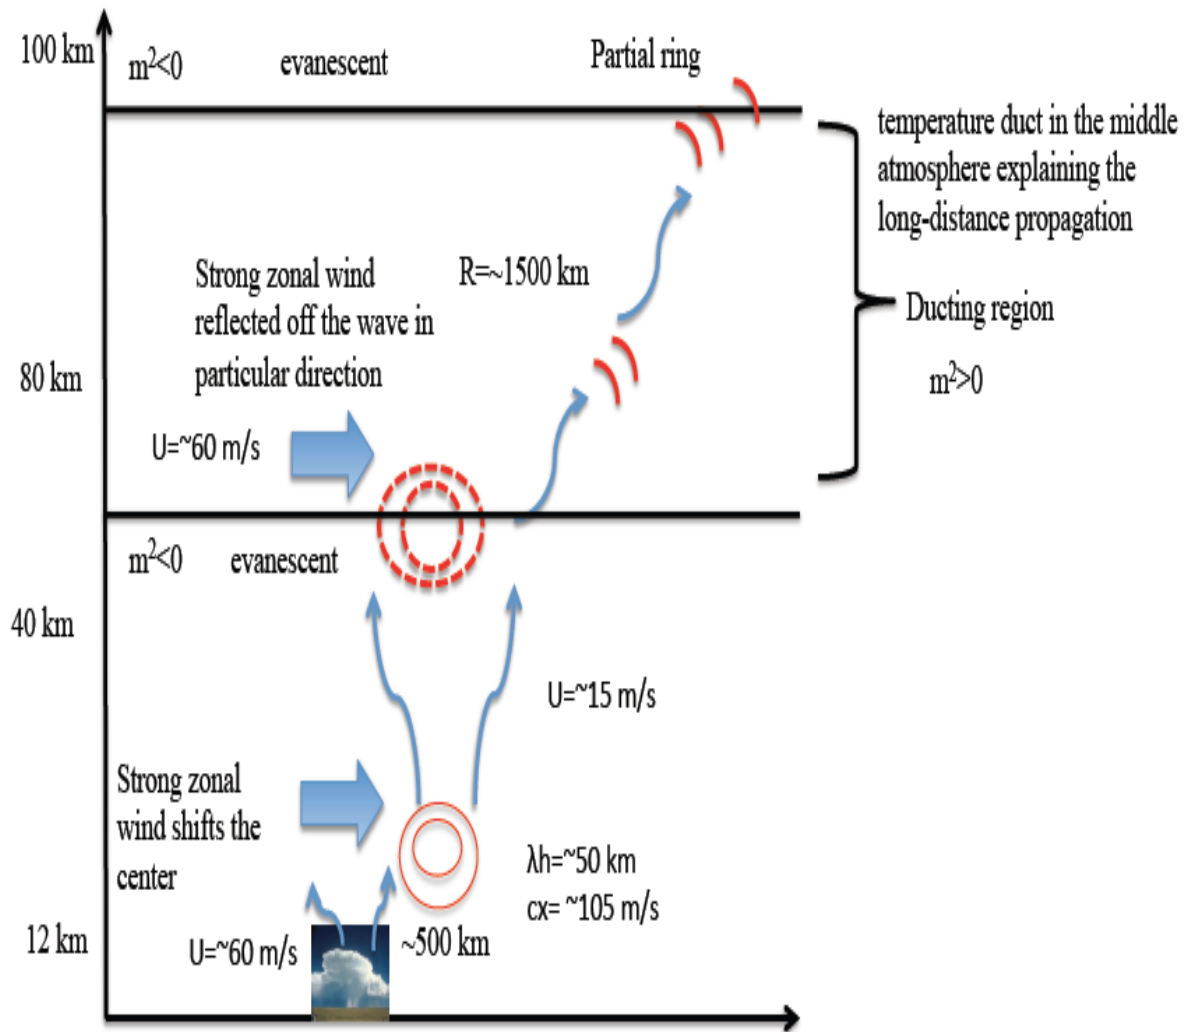 100 km
m²<0
evanescent
Partial ring
temperature duct in the middle
atmosphere explaining the
long-distance propagation
Strong zonal wind
reflected off the wave in
particular direction
R=~1500 km
Ducting region
m²>0
80 km
U=~60 m/s
m²<0
evanescent
40 km
U=~15 m/s
Strong zonal
wind shifts the
center
λh=~50 km
cx= ~105 m/s
12 km
U=~60 m/s
~500 km